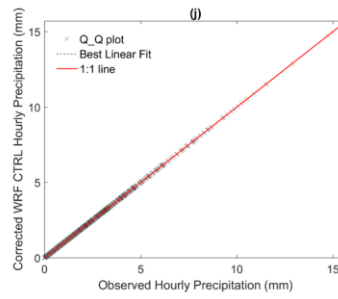 (j)
Corrected WRF CTRL Hourly Precipitation (mm)
15
10
5
0
Q_Q plot
Best Linear Fit
1:1 line
0 5 10 15
Observed Hourly Precipitation (mm)